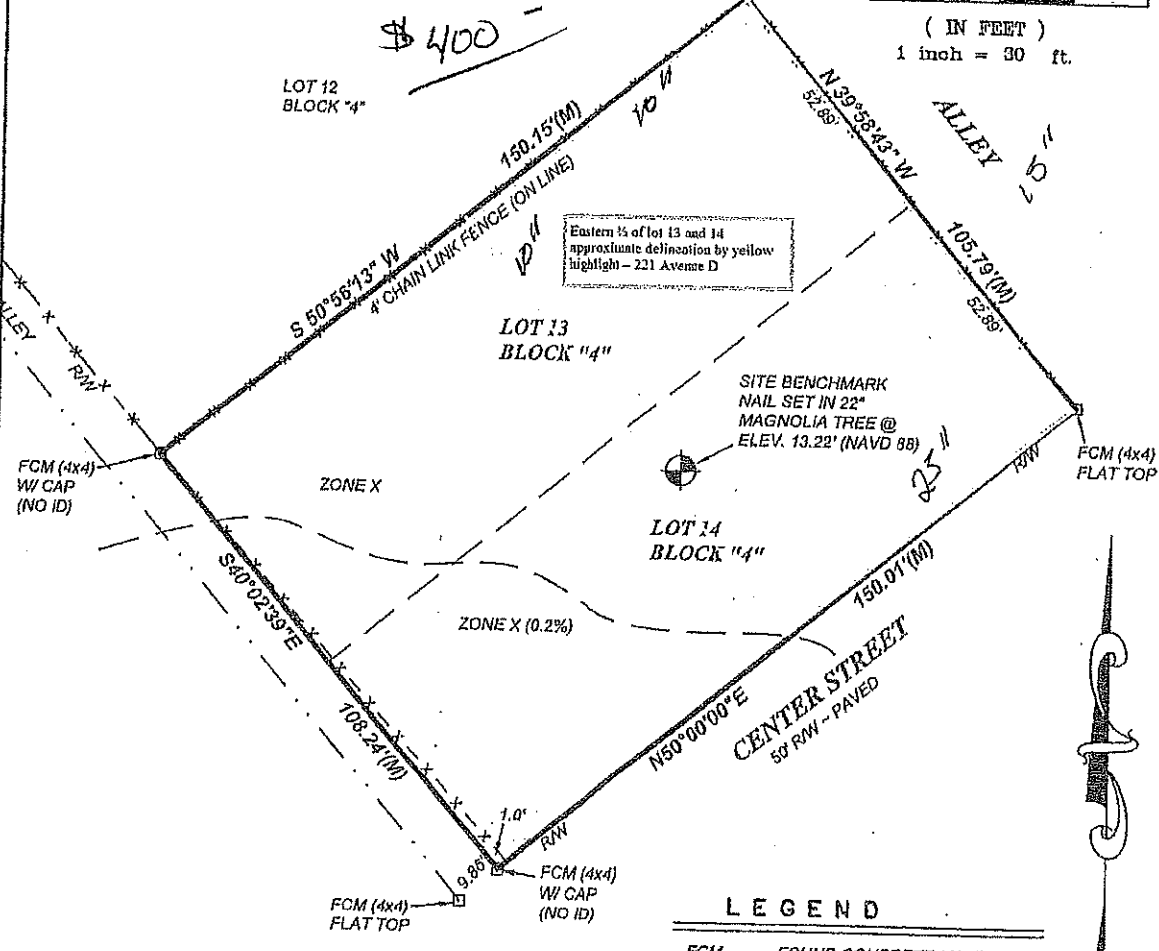 $ 400
( IN FEET )
1 inch = 30 ft.
LOT 12
BLOCK "4"
N 39°58'43" W
52.89'
ALLEY
150.15'(M)
S 50°56'13" W
4' CHAIN LINK FENCE (ON LINE)
Eastern ½ of lot 13 and 14
approximate delineation by yellow
highlight – 221 Avenue D
105.79'(M)
52.89'
LOT 13
BLOCK "4"
R/W
SITE BENCHMARK
NAIL SET IN 22"
MAGNOLIA TREE @
ELEV. 13.22' (NAVD 88)
23"
R/W
FCM (4x4)
FLAT TOP
FCM (4x4)
W/ CAP
(NO ID)
ZONE X
LOT 14
BLOCK "4"
S40°02'39"E
ZONE X (0.2%)
150.01'(M)
CENTER STREET
50' R/W ~ PAVED
N50°00'00"E
108.24'(M)
1.0'
R/W
9.86'
FCM (4x4)
W/ CAP
(NO ID)
FCM (4x4)
FLAT TOP
LEGEND